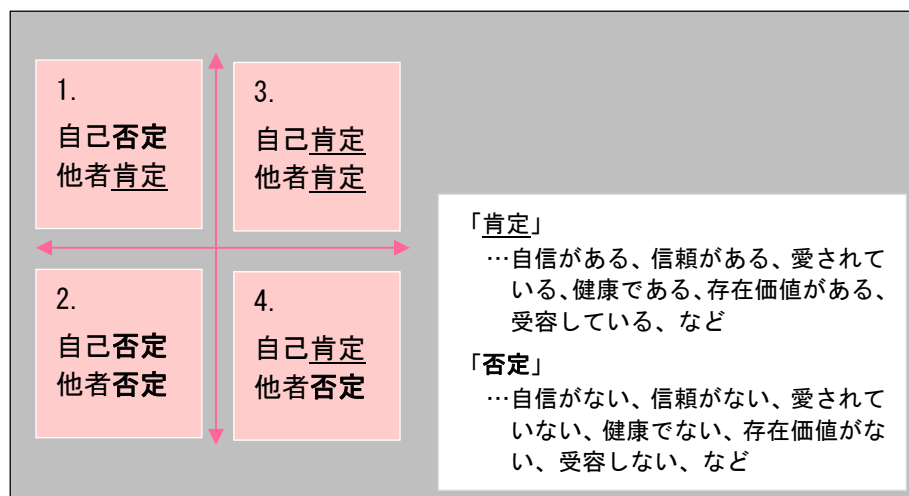 1.
自己否定
他者肯定
3.
自己肯定
他者肯定
2.
自己否定
他者否定
4.
自己肯定
他者否定
「肯定」
…自信がある、信頼がある、愛されて
いる、健康である、存在価値がある、
受容している、など
「否定」
…自信がない、信頼がない、愛されて
いない、健康でない、存在価値がな
い、受容しない、など